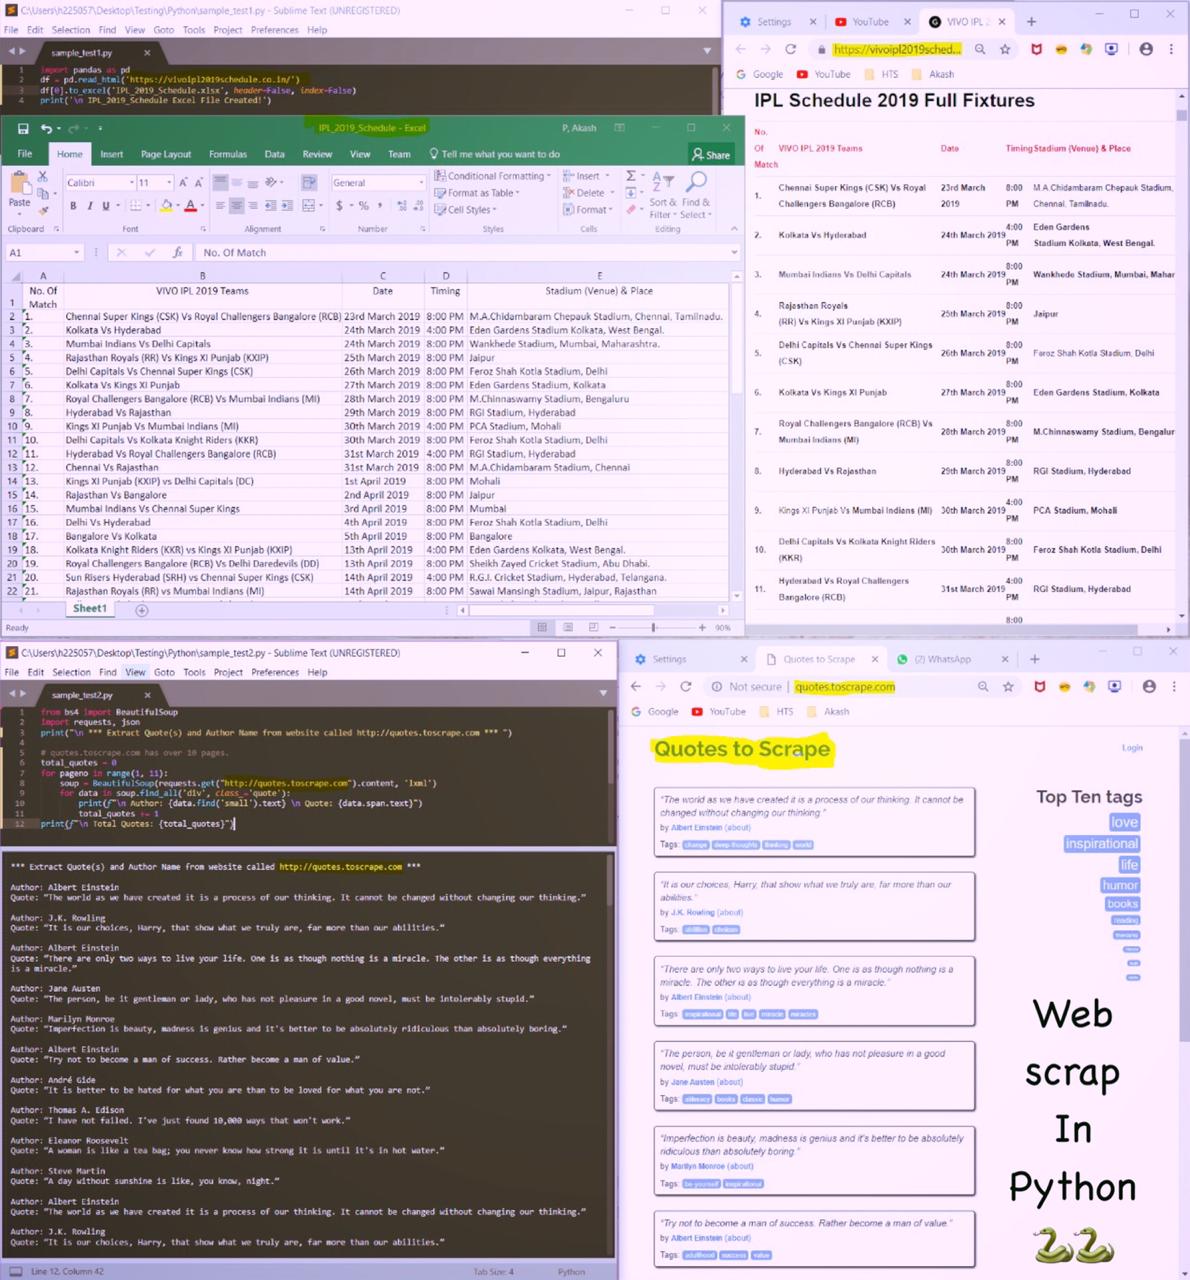 C:\Users\h225057\Desktop\Testing\Python\sample_test1.py - Sublime Text (UNREGISTERED)
File Edit Selection Find View Goto Tools Project Preferences Help
sample_test1.py
1 import pandas as pd
2 df = pd.read_html('https://vivoipl2019schedule.co.in/')
3 df[0].to_excel('IPL_2019_Schedule.xlsx', header=False, index=False)
4 print('\n IPL_2019_Schedule Excel File Created!')
IPL_2019_Schedule - Excel
P, Akash
File Home Insert Page Layout Formulas Data Review View Team Tell me what you want to do Share
Paste
Calibri 11
General
Conditional Formatting
Format as Table
Cell Styles
Insert
Delete
Format
Sort & Filter
Find & Select
Clipboard Font Alignment Number Styles Cells Editing
A1 No. Of Match
A B C D E
1 No. Of Match VIVO IPL 2019 Teams Date Timing Stadium (Venue) & Place
2 1. Chennai Super Kings (CSK) Vs Royal Challengers Bangalore (RCB) 23rd March 2019 8:00 PM M.A.Chidambaram Chepauk Stadium, Chennai, Tamilnadu.
3 2. Kolkata Vs Hyderabad 24th March 2019 4:00 PM Eden Gardens Stadium Kolkata, West Bengal.
4 3. Mumbai Indians Vs Delhi Capitals 24th March 2019 8:00 PM Wankhede Stadium, Mumbai, Maharashtra.
5 4. Rajasthan Royals (RR) Vs Kings XI Punjab (KXIP) 25th March 2019 8:00 PM Jaipur
6 5. Delhi Capitals Vs Chennai Super Kings (CSK) 26th March 2019 8:00 PM Feroz Shah Kotla Stadium, Delhi
7 6. Kolkata Vs Kings XI Punjab 27th March 2019 8:00 PM Eden Gardens Stadium, Kolkata
8 7. Royal Challengers Bangalore (RCB) Vs Mumbai Indians (MI) 28th March 2019 8:00 PM M.Chinnaswamy Stadium, Bengaluru
9 8. Hyderabad Vs Rajasthan 29th March 2019 8:00 PM RGI Stadium, Hyderabad
10 9. Kings XI Punjab Vs Mumbai Indians (MI) 30th March 2019 4:00 PM PCA Stadium, Mohali
11 10. Delhi Capitals Vs Kolkata Knight Riders (KKR) 30th March 2019 8:00 PM Feroz Shah Kotla Stadium, Delhi
12 11. Hyderabad Vs Royal Challengers Bangalore (RCB) 31st March 2019 4:00 PM RGI Stadium, Hyderabad
13 12. Chennai Vs Rajasthan 31st March 2019 8:00 PM M.A.Chidambaram Stadium, Chennai
14 13. Kings XI Punjab (KXIP) vs Delhi Capitals (DC) 1st April 2019 8:00 PM Mohali
15 14. Rajasthan Vs Bangalore 2nd April 2019 8:00 PM Jaipur
16 15. Mumbai Indians Vs Chennai Super Kings 3rd April 2019 8:00 PM Mumbai
17 16. Delhi Vs Hyderabad 4th April 2019 8:00 PM Feroz Shah Kotla Stadium, Delhi
18 17. Bangalore Vs Kolkata 5th April 2019 8:00 PM Bangalore
19 18. Kolkata Knight Riders (KKR) vs Kings XI Punjab (KXIP) 13th April 2019 4:00 PM Eden Gardens Kolkata, West Bengal.
20 19. Royal Challengers Bangalore (RCB) Vs Delhi Daredevils (DD) 13th April 2019 8:00 PM Sheikh Zayed Cricket Stadium, Abu Dhabi.
21 20. Sun Risers Hyderabad (SRH) vs Chennai Super Kings (CSK) 14th April 2019 4:00 PM R.G.I. Cricket Stadium, Hyderabad, Telangana.
22 21. Rajasthan Royals (RR) vs Mumbai Indians (MI) 14th April 2019 8:00 PM Sawai Mansingh Stadium, Jaipur, Rajasthan
Sheet1
Ready 90%
Settings YouTube VIVO IPL 2
https://vivoipl2019sched...
Google YouTube HTS Akash
IPL Schedule 2019 Full Fixtures
No. Of Match VIVO IPL 2019 Teams Date Timing Stadium (Venue) & Place
1. Chennai Super Kings (CSK) Vs Royal Challengers Bangalore (RCB) 23rd March 2019 8:00 PM M.A.Chidambaram Chepauk Stadium, Chennai, Tamilnadu.
2. Kolkata Vs Hyderabad 24th March 2019 4:00 PM Eden Gardens Stadium Kolkata, West Bengal.
3. Mumbai Indians Vs Delhi Capitals 24th March 2019 8:00 PM Wankhede Stadium, Mumbai, Mahar
4. Rajasthan Royals (RR) Vs Kings XI Punjab (KXIP) 25th March 2019 8:00 PM Jaipur
5. Delhi Capitals Vs Chennai Super Kings (CSK) 26th March 2019 8:00 PM Feroz Shah Kotla Stadium, Delhi
6. Kolkata Vs Kings XI Punjab 27th March 2019 8:00 PM Eden Gardens Stadium, Kolkata
7. Royal Challengers Bangalore (RCB) Vs Mumbai Indians (MI) 28th March 2019 8:00 PM M.Chinnaswamy Stadium, Bengalur
8. Hyderabad Vs Rajasthan 29th March 2019 8:00 PM RGI Stadium, Hyderabad
9. Kings XI Punjab Vs Mumbai Indians (MI) 30th March 2019 4:00 PM PCA Stadium, Mohali
10. Delhi Capitals Vs Kolkata Knight Riders (KKR) 30th March 2019 8:00 PM Feroz Shah Kotla Stadium, Delhi
11. Hyderabad Vs Royal Challengers Bangalore (RCB) 31st March 2019 4:00 PM RGI Stadium, Hyderabad
8:00
C:\Users\h225057\Desktop\Testing\Python\sample_test2.py - Sublime Text (UNREGISTERED)
File Edit Selection Find View Goto Tools Project Preferences Help
sample_test2.py
1 from bs4 import BeautifulSoup
2 import requests, json
3 print("\n *** Extract Quote(s) and Author Name from website called http://quotes.toscrape.com *** ")
4
5 # quotes.toscrape.com has over 10 pages.
6 total_quotes = 0
7 for pageno in range(1, 11):
8 soup = BeautifulSoup(requests.get("http://quotes.toscrape.com").content, 'lxml')
9 for data in soup.find_all('div', class_='quote'):
10 print(f"\n Author: {data.find('small').text} \n Quote: {data.span.text}")
11 total_quotes += 1
12 print(f"\n Total Quotes: {total_quotes}")
*** Extract Quote(s) and Author Name from website called http://quotes.toscrape.com ***
Author: Albert Einstein
Quote: “The world as we have created it is a process of our thinking. It cannot be changed without changing our thinking.”
Author: J.K. Rowling
Quote: “It is our choices, Harry, that show what we truly are, far more than our abilities.”
Author: Albert Einstein
Quote: “There are only two ways to live your life. One is as though nothing is a miracle. The other is as though everything
is a miracle.”
Author: Jane Austen
Quote: “The person, be it gentleman or lady, who has not pleasure in a good novel, must be intolerably stupid.”
Author: Marilyn Monroe
Quote: “Imperfection is beauty, madness is genius and it's better to be absolutely ridiculous than absolutely boring.”
Author: Albert Einstein
Quote: “Try not to become a man of success. Rather become a man of value.”
Author: André Gide
Quote: “It is better to be hated for what you are than to be loved for what you are not.”
Author: Thomas A. Edison
Quote: “I have not failed. I've just found 10,000 ways that won't work.”
Author: Eleanor Roosevelt
Quote: “A woman is like a tea bag; you never know how strong it is until it's in hot water.”
Author: Steve Martin
Quote: “A day without sunshine is like, you know, night.”
Author: Albert Einstein
Quote: “The world as we have created it is a process of our thinking. It cannot be changed without changing our thinking.”
Author: J.K. Rowling
Quote: “It is our choices, Harry, that show what we truly are, far more than our abilities.”
Line 12, Column 42 Tab Size: 4 Python
Settings Quotes to Scrape (2) WhatsApp
Not secure | quotes.toscrape.com
Google YouTube HTS Akash
Quotes to Scrape
Login
“The world as we have created it is a process of our thinking. It cannot be
changed without changing our thinking.”
by Albert Einstein (about)
Tags: change deep-thoughts thinking world
“It is our choices, Harry, that show what we truly are, far more than our
abilities.”
by J.K. Rowling (about)
Tags: abilities choices
“There are only two ways to live your life. One is as though nothing is a
miracle. The other is as though everything is a miracle.”
by Albert Einstein (about)
Tags: inspirational life live miracle miracles
“The person, be it gentleman or lady, who has not pleasure in a good
novel, must be intolerably stupid.”
by Jane Austen (about)
Tags: aliteracy books classic humor
“Imperfection is beauty, madness is genius and it's better to be absolutely
ridiculous than absolutely boring.”
by Marilyn Monroe (about)
Tags: be-yourself inspirational
“Try not to become a man of success. Rather become a man of value.”
by Albert Einstein (about)
Tags: adulthood success value
Top Ten tags
love
inspirational
life
humor
books
reading
Web
scrap
In
Python